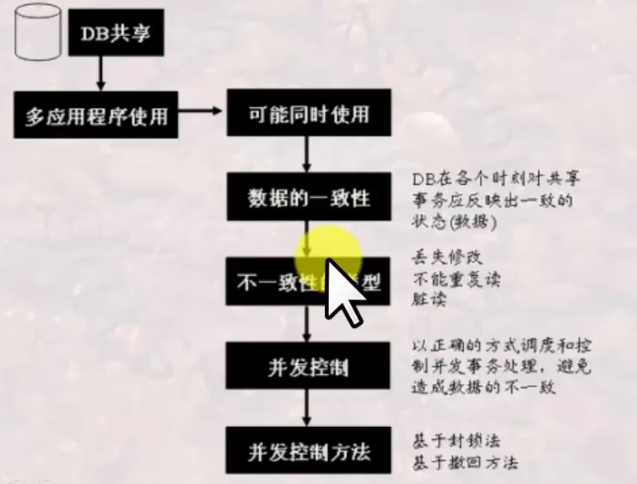 DB共享
多应用程序使用
可能同时使用
数据的一致性
DB在各个时刻对共享
事务应反映出一致的
状态(数据)
不一致性 型
丢失修改
不能重复读
脏读
并发控制
以正确的方式调度和控
制并发事务处理，避免
造成数据的不一致
并发控制方法
基于封锁法
基于撤回方法